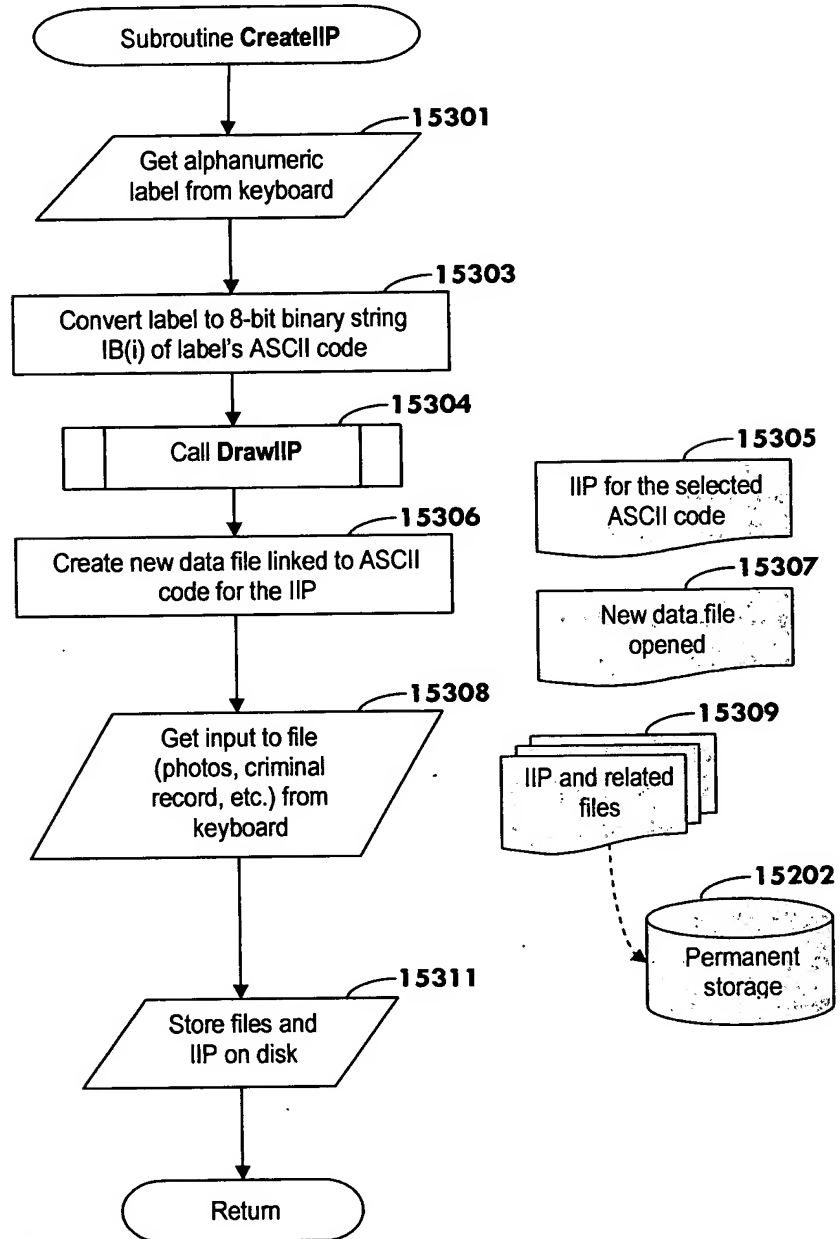 Subroutine CreateIIP
15301
Get alphanumeric
label from keyboard
15303
Convert label to 8-bit binary string
IB(i) of label's ASCII code
15304
Call DrawIIP
15305
IIP for the selected
ASCII code
15306
Create new data file linked to ASCII
code for the IIP
15307
New data file
opened
15308
Get input to file
(photos, criminal
record, etc.) from
keyboard
15309
IIP and related
files
15202
Permanent
storage
15311
Store files and
IIP on disk
Return